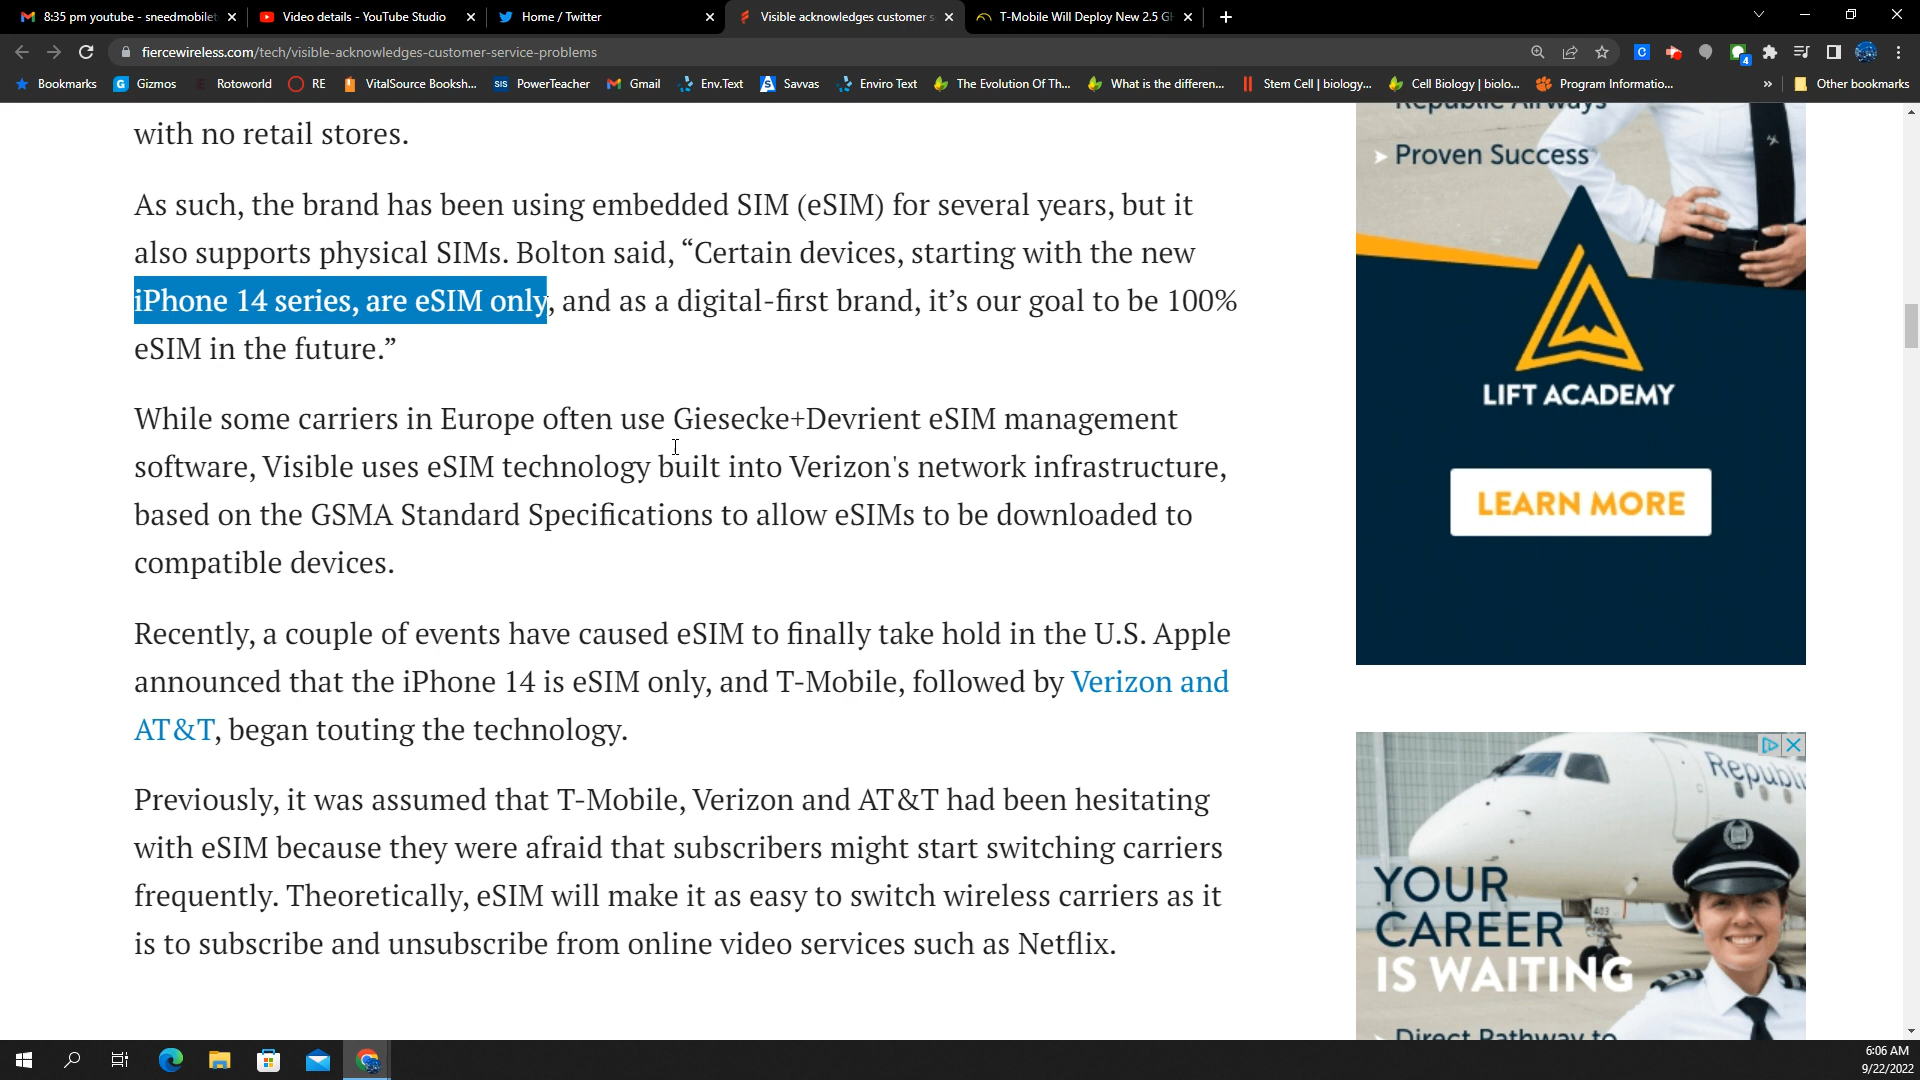 8:35 pm youtube - sneedmobilet
Video details - YouTube Studio
Home / Twitter
Visible acknowledges customer s
T-Mobile Will Deploy New 2.5 GH
fiercewireless.com/tech/visible-acknowledges-customer-service-problems
Bookmarks
Gizmos
Rotoworld
RE
VitalSource Booksh...
SIS PowerTeacher
Gmail
Env.Text
Savvas
Enviro Text
The Evolution Of Th...
What is the differen...
Stem Cell | biology...
Cell Biology | biolo...
Program Informatio...
Other bookmarks
with no retail stores.
As such, the brand has been using embedded SIM (eSIM) for several years, but it
also supports physical SIMs. Bolton said, “Certain devices, starting with the new
iPhone 14 series, are eSIM only, and as a digital-first brand, it’s our goal to be 100%
eSIM in the future.”
While some carriers in Europe often use Giesecke+Devrient eSIM management
software, Visible uses eSIM technology built into Verizon's network infrastructure,
based on the GSMA Standard Specifications to allow eSIMs to be downloaded to
compatible devices.
Recently, a couple of events have caused eSIM to finally take hold in the U.S. Apple
announced that the iPhone 14 is eSIM only, and T-Mobile, followed by Verizon and
AT&T, began touting the technology.
Previously, it was assumed that T-Mobile, Verizon and AT&T had been hesitating
with eSIM because they were afraid that subscribers might start switching carriers
frequently. Theoretically, eSIM will make it as easy to switch wireless carriers as it
is to subscribe and unsubscribe from online video services such as Netflix.
Republic Airways
Proven Success
LIFT ACADEMY
LEARN MORE
Republi
403
YOUR
CAREER
IS WAITING
Direct Pathway to
6:06 AM
9/22/2022